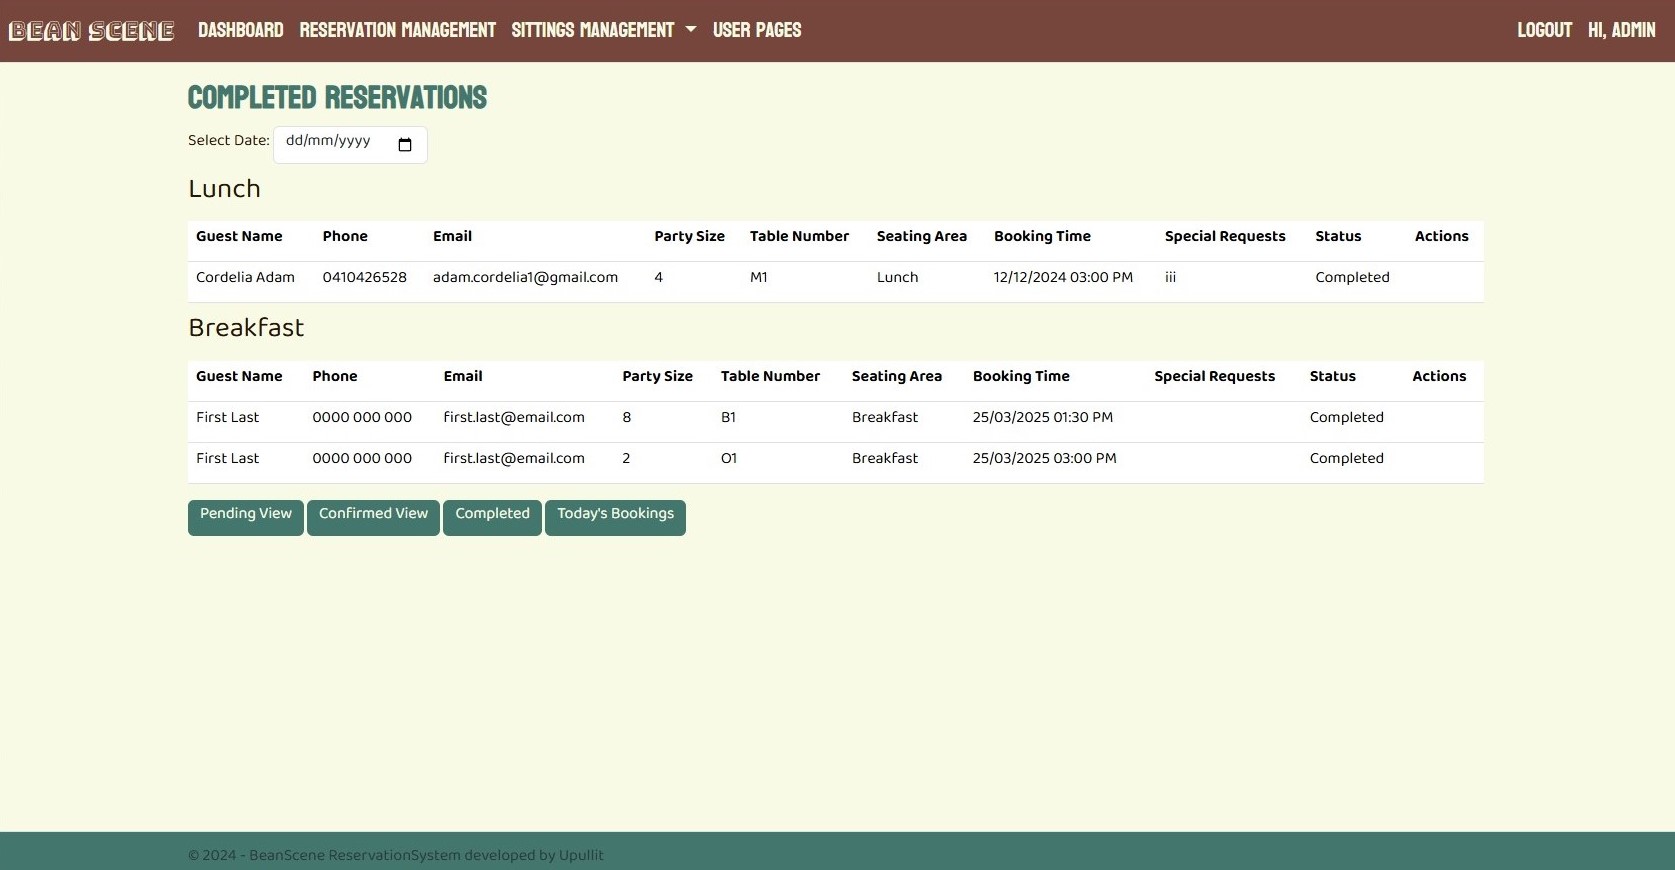 BEAN SCENE DASHBOARD RESERVATION MANAGEMENT SITTINGS MANAGEMENT USER PAGES LOGOUT HI, ADMIN
COMPLETED RESERVATIONS
Select Date: dd/mm/yyyy
Lunch
Guest Name Phone Email Party Size Table Number Seating Area Booking Time Special Requests Status Actions
Cordelia Adam 0410426528 adam.cordelia1@gmail.com 4 M1 Lunch 12/12/2024 03:00 PM iii Completed
Breakfast
Guest Name Phone Email Party Size Table Number Seating Area Booking Time Special Requests Status Actions
First Last 0000 000 000 first.last@email.com 8 B1 Breakfast 25/03/2025 01:30 PM Completed
First Last 0000 000 000 first.last@email.com 2 O1 Breakfast 25/03/2025 03:00 PM Completed
Pending View Confirmed View Completed Today's Bookings
© 2024 - BeanScene ReservationSystem developed by Upullit